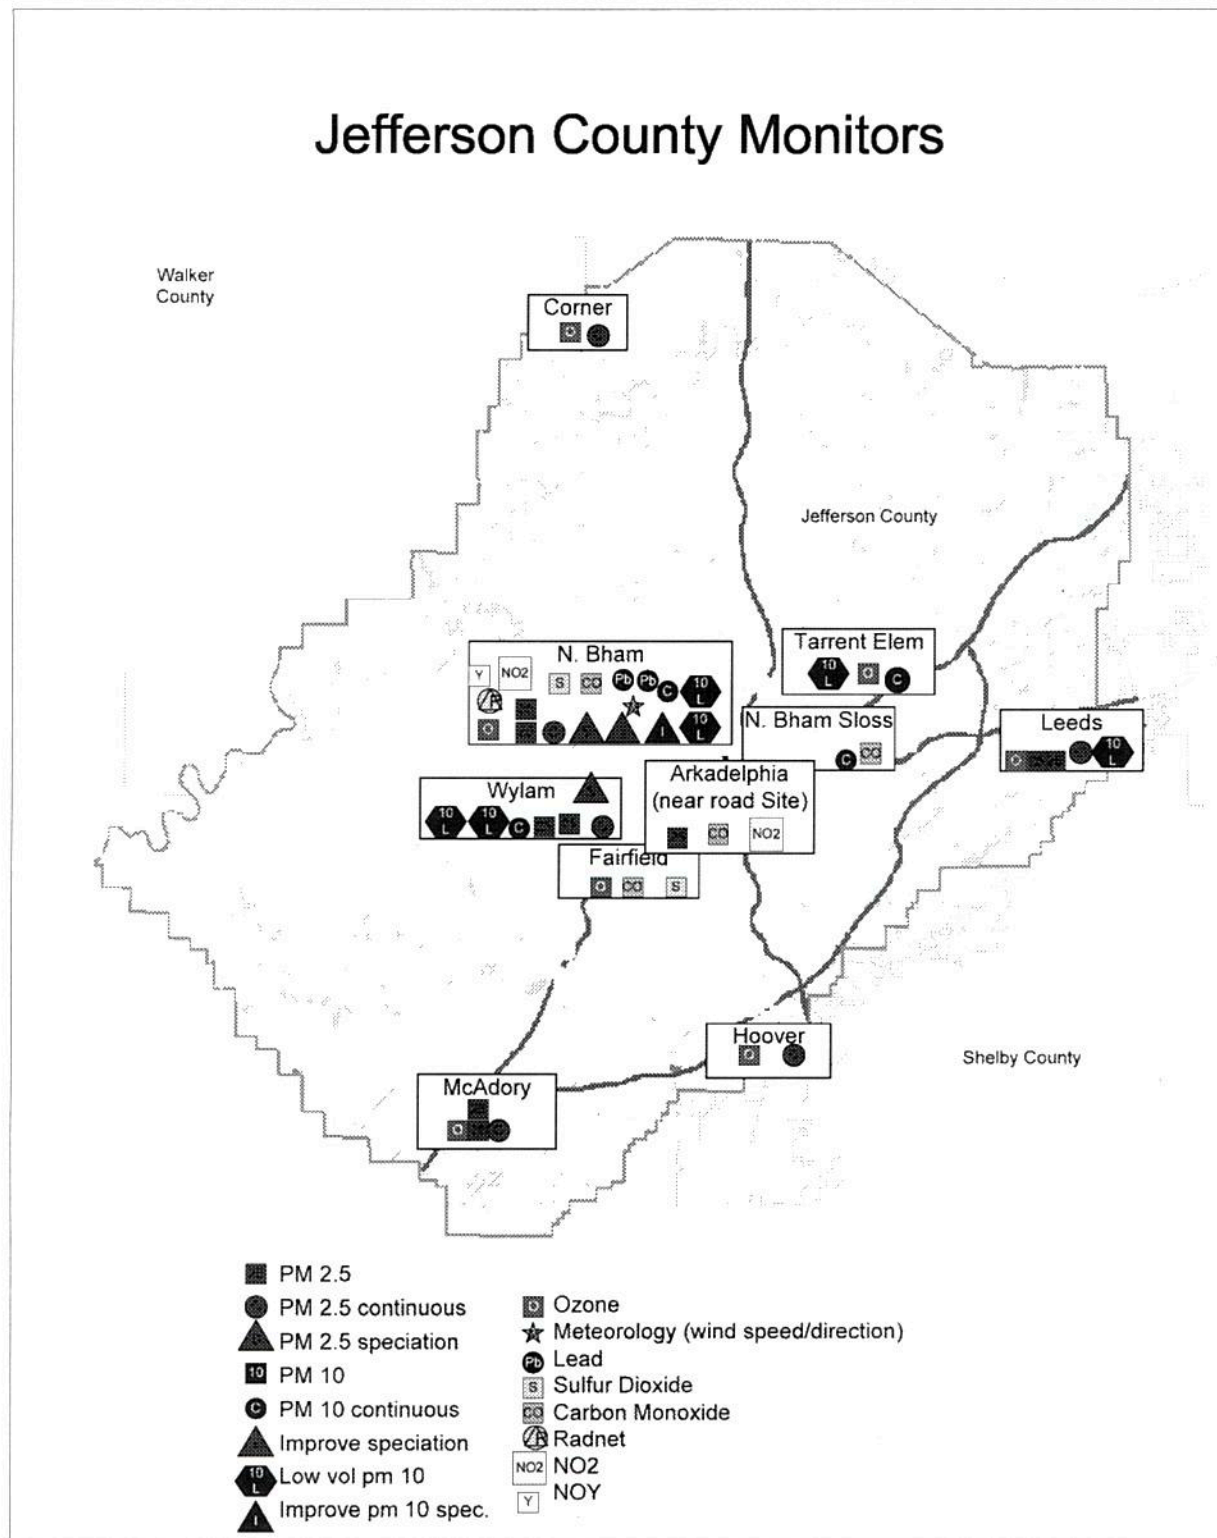 Jefferson County Monitors
Walker
County
Corner
O
Jefferson County
Tarrent Elem
10
L
O
C
N. Bham
Y
NO2
S
CO
Pb
Pb
C
10
L
R
O
I
10
L
N. Bham Sloss
C
CO
Leeds
O
10
L
Arkadelphia
(near road Site)
CO
NO2
Wylam
10
L
10
L
C
Fairfield
O
CO
S
Hoover
O
Shelby County
McAdory
O
PM 2.5
PM 2.5 continuous
PM 2.5 speciation
10 PM 10
C PM 10 continuous
Improve speciation
10
L Low vol pm 10
I Improve pm 10 spec.
O Ozone
Meteorology (wind speed/direction)
Pb Lead
S Sulfur Dioxide
CO Carbon Monoxide
R Radnet
NO2 NO2
Y NOY